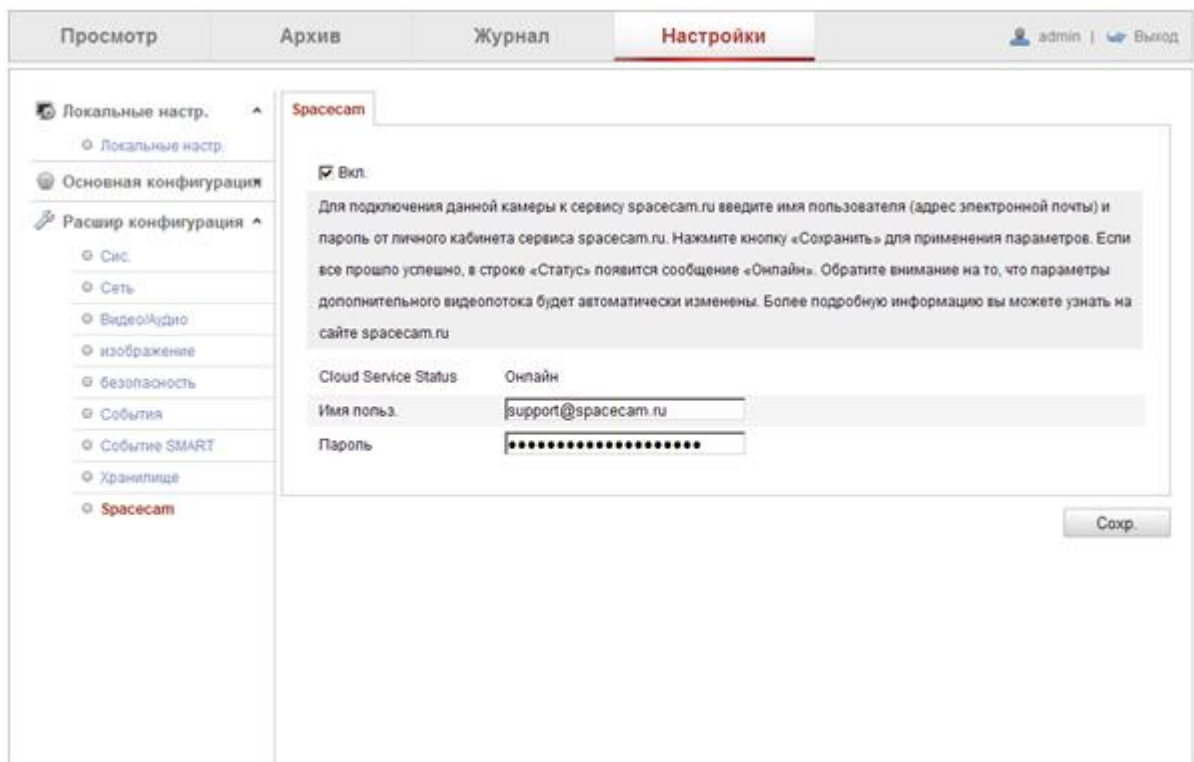 Просмотр Архив Журнал Настройки admin | Выход
Локальные настр.
Локальные настр
Основная конфигурация
Расшир конфигурация
Сис.
Сеть
Видео/Аудио
изображение
безопасность
События
Событие SMART
Хранилище
Spacecam
Spacecam
Вкл.
Для подключения данной камеры к сервису spacecam.ru введите имя пользователя (адрес электронной почты) и
пароль от личного кабинета сервиса spacecam.ru. Нажмите кнопку «Сохранить» для применения параметров. Если
все прошло успешно, в строке «Статус» появится сообщение «Онлайн». Обратите внимание на то, что параметры
дополнительного видеопотока будет автоматически изменены. Более подробную информацию вы можете узнать на
сайте spacecam.ru
Cloud Service Status Онлайн
Имя польз. support@spacecam.ru
Пароль ●●●●●●●●●●●●●●●●●●●●
Сохр.